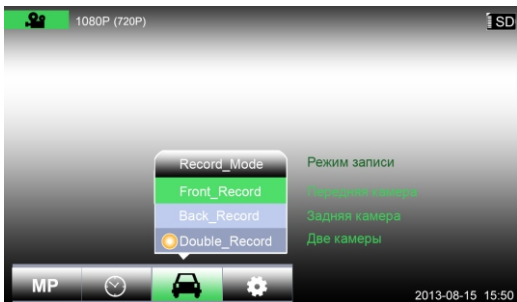 1080P (720P) SD
Record_Mode Режим записи
Front_Record Передняя камера
Back_Record Задняя камера
Double_Record Две камеры
MP
2013-08-15 15:50